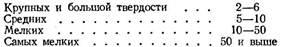 Крупных и большой твердости . . . 2—6
Средних . . . . . . . . . . 5—10
Мелких . . . . . . . . . . 10—50
Самых мелких . . . . . . . . 50 и выше